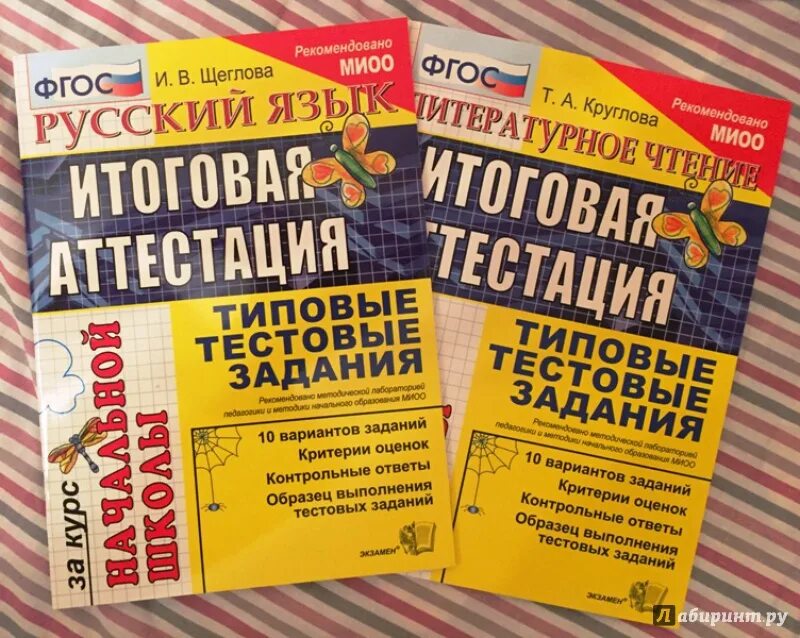 ФГОС
И. В. Щеглова
Рекомендовано
МИОО
РУССКИЙ ЯЗЫК
ИТОГОВАЯ
АТТЕСТАЦИЯ
ТИПОВЫЕ
ТЕСТОВЫЕ
ЗАДАНИЯ
Рекомендовано методической лабораторией
педагогики и методики начального образования МИОО
10 вариантов заданий
Критерии оценок
Контрольные ответы
Образец выполнения
тестовых заданий
за курс
НАЧАЛЬНОЙ
ШКОЛЫ
ЭКЗАМЕН
ФГОС
Т. А. Круглова
Рекомендовано
МИОО
ЛИТЕРАТУРНОЕ ЧТЕНИЕ
ИТОГОВАЯ
ТТЕСТАЦИЯ
ТИПОВЫЕ
ТЕСТОВЫЕ
ЗАДАНИЯ
Рекомендовано методической лабораторией
педагогики и методики начального образования МИОО
10 вариантов заданий
Критерии оценок
Контрольные ответы
Образец выполнения
тестовых заданий
ЭКЗАМЕН
Лабиринт.ру